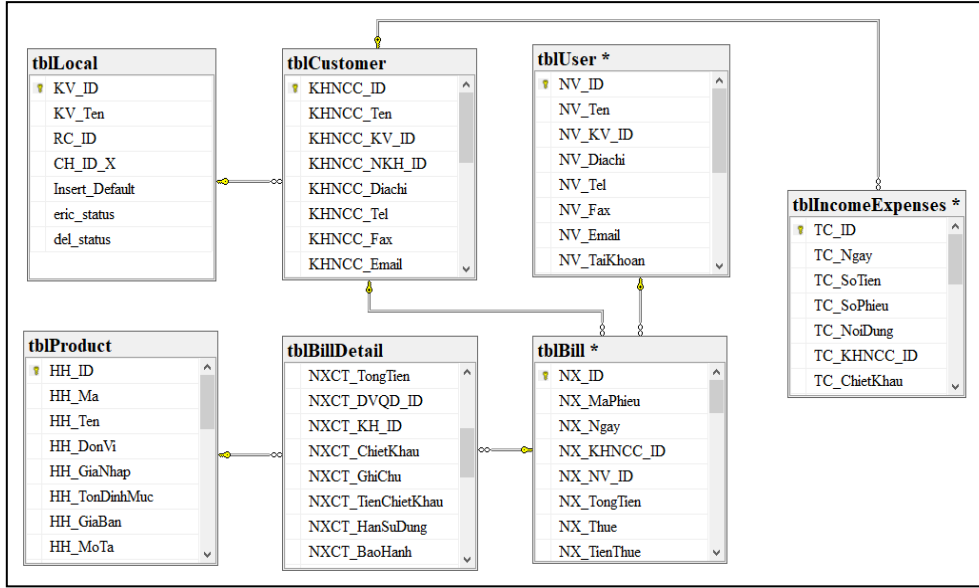 tblLocal
KV_ID
KV_Ten
RC_ID
CH_ID_X
Insert_Default
eric_status
del_status
tblCustomer
KHNCC_ID
KHNCC_Ten
KHNCC_KV_ID
KHNCC_NKH_ID
KHNCC_Diachi
KHNCC_Tel
KHNCC_Fax
KHNCC_Email
tblUser *
NV_ID
NV_Ten
NV_KV_ID
NV_Diachi
NV_Tel
NV_Fax
NV_Email
NV_TaiKhoan
tblIncomeExpenses *
TC_ID
TC_Ngay
TC_SoTien
TC_SoPhieu
TC_NoiDung
TC_KHNCC_ID
TC_ChietKhau
tblProduct
HH_ID
HH_Ma
HH_Ten
HH_DonVi
HH_GiaNhap
HH_TonDinhMuc
HH_GiaBan
HH_MoTa
tblBillDetail
NXCT_TongTien
NXCT_DVQD_ID
NXCT_KH_ID
NXCT_ChietKhau
NXCT_GhiChu
NXCT_TienChietKhau
NXCT_HanSuDung
NXCT_BaoHanh
tblBill *
NX_ID
NX_MaPhieu
NX_Ngay
NX_KHNCC_ID
NX_NV_ID
NX_TongTien
NX_Thue
NX_TienThue